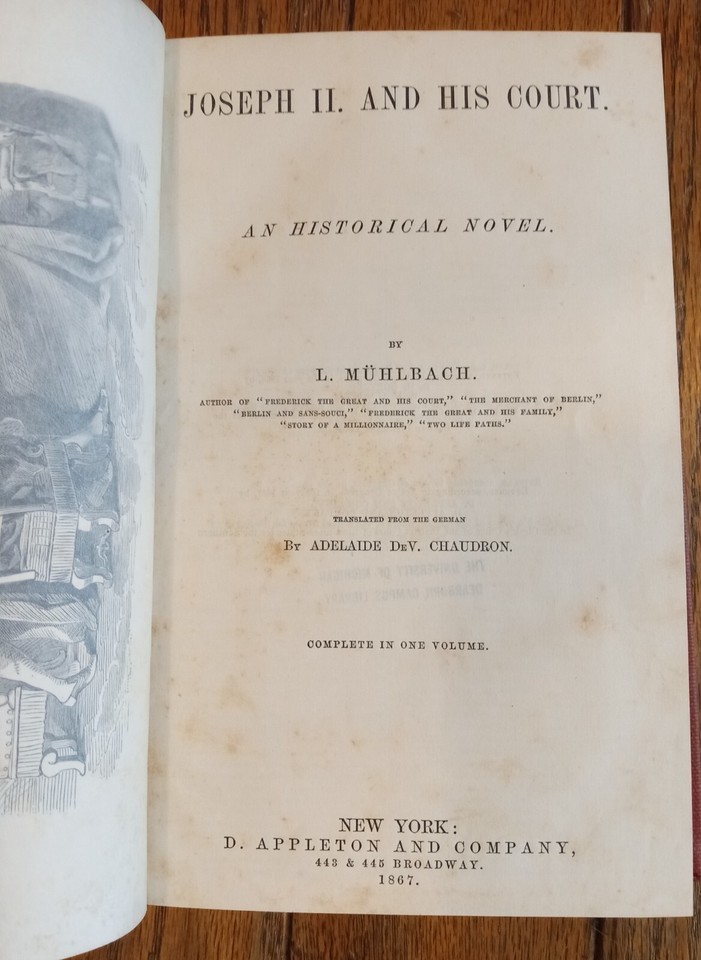 JOSEPH II. AND HIS COURT.
AN HISTORICAL NOVEL.
BY
L. MÜHLBACH.
AUTHOR OF "FREDERICK THE GREAT AND HIS COURT," "THE MERCHANT OF BERLIN,"
"BERLIN AND SANS-SOUCI," "FREDERICK THE GREAT AND HIS FAMILY,"
"STORY OF A MILLIONNAIRE," "TWO LIFE PATHS."
TRANSLATED FROM THE GERMAN
BY ADELAIDE DEV. CHAUDRON.
COMPLETE IN ONE VOLUME.
NEW YORK:
D. APPLETON AND COMPANY,
443 & 445 BROADWAY.
1867.